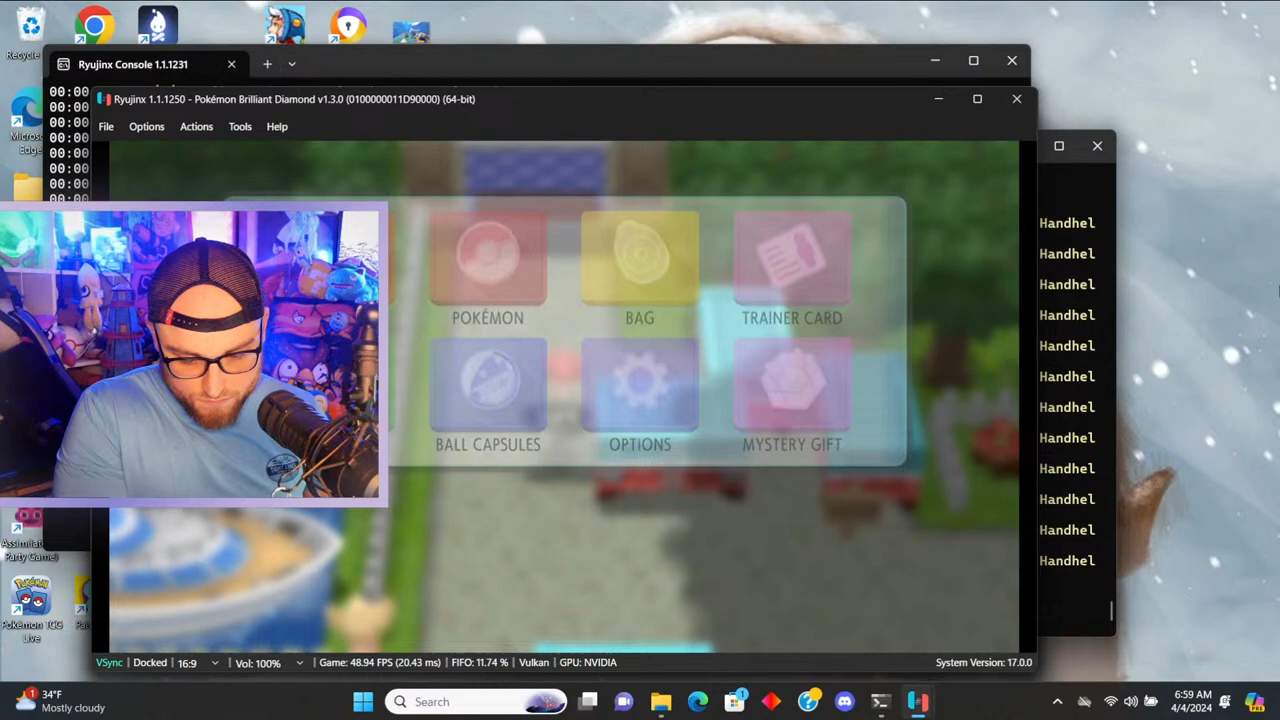 Recycle
Ryujinx Console 1.1.1231
00:00
00:00
00:00
00:00
00:00
00:00
00:00
Ryujinx 1.1.1250 - Pokémon Brilliant Diamond v1.3.0 (0100000011D90000) (64-bit)
File Options Actions Tools Help
Edge
POKÉMON BAG TRAINER CARD
BALL CAPSULES OPTIONS MYSTERY GIFT
Handhel
Handhel
Handhel
Handhel
Handhel
Handhel
Handhel
Handhel
Handhel
Handhel
Handhel
Handhel
Party Game)
Pokémon TCG
Live
VSync Docked 16:9 Vol: 100% Game: 48.94 FPS (20.43 ms) FIFO: 11.74 % Vulkan GPU: NVIDIA System Version: 17.0.0
1
34°F
Mostly cloudy
Search
1
6:59 AM
4/4/2024
PRE